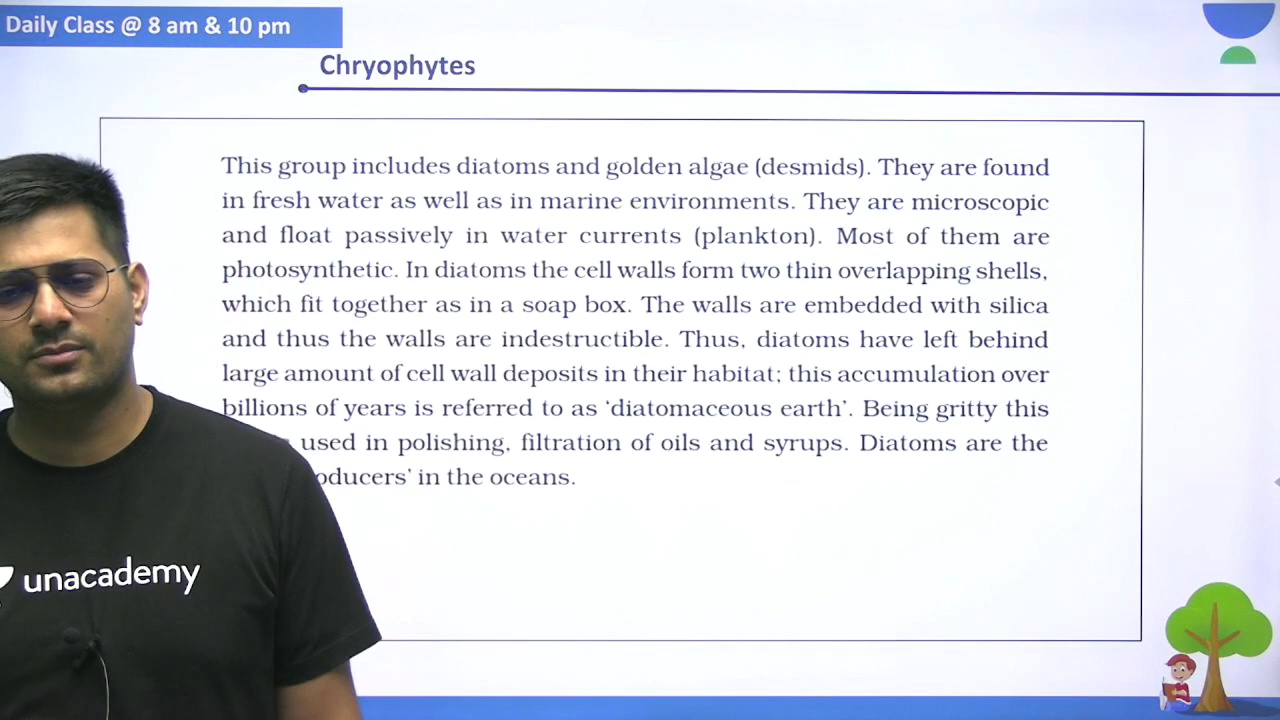 Daily Class @ 8 am & 10 pm
Chryophytes
This group includes diatoms and golden algae (desmids). They are found
in fresh water as well as in marine environments. They are microscopic
and float passively in water currents (plankton). Most of them are
photosynthetic. In diatoms the cell walls form two thin overlapping shells,
which fit together as in a soap box. The walls are embedded with silica
and thus the walls are indestructible. Thus, diatoms have left behind
large amount of cell wall deposits in their habitat; this accumulation over
billions of years is referred to as ‘diatomaceous earth’. Being gritty this
used in polishing, filtration of oils and syrups. Diatoms are the
in the oceans.
unacademy